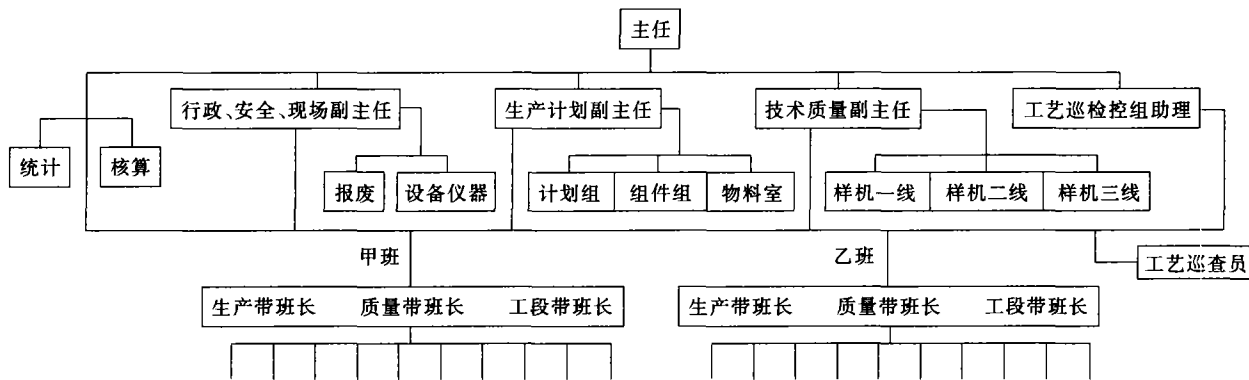 主任
行政、安全、现场副主任
生产计划副主任
技术质量副主任
工艺巡检控组助理
统计
核算
报废
设备仪器
计划组
组件组
物料室
样机一线
样机二线
样机三线
甲班
乙班
工艺巡查员
生产带班长 质量带班长 工段带班长
生产带班长 质量带班长 工段带班长